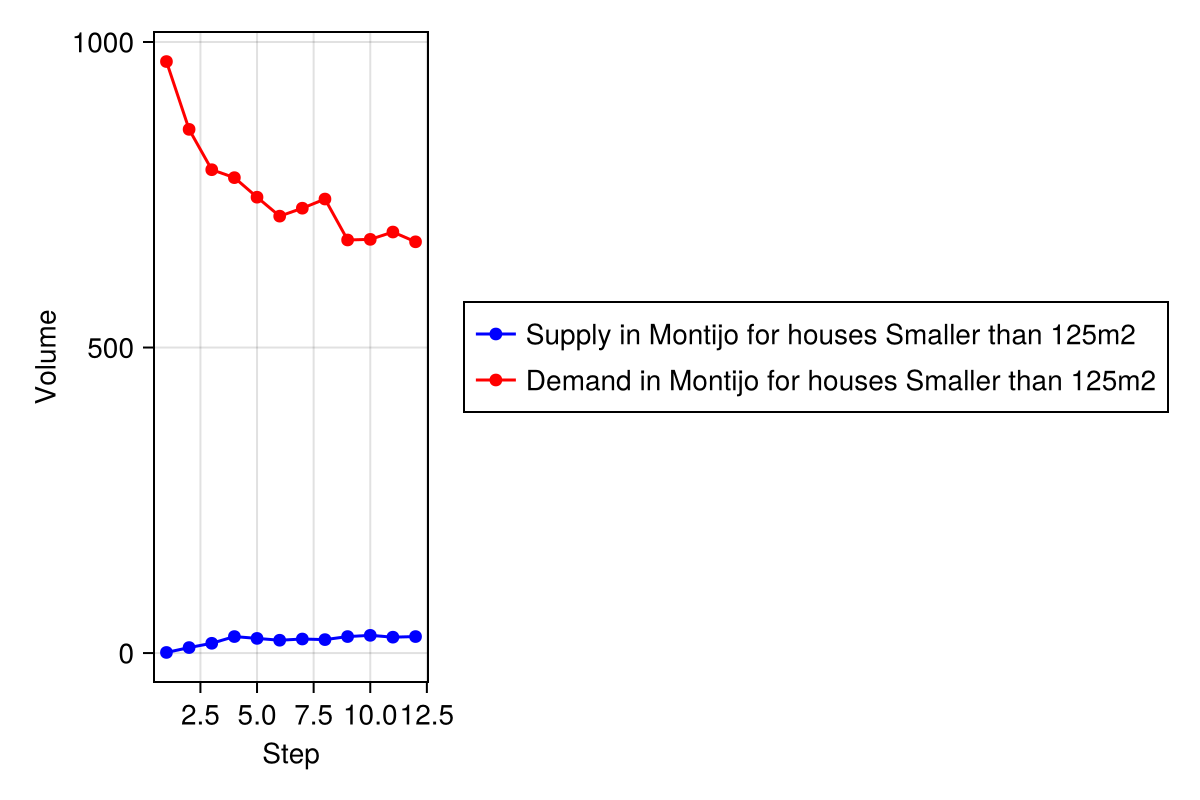 1000
500
0
Volume
2.5 5.0 7.5 10.0 12.5
Step
Supply in Montijo for houses Smaller than 125m2
Demand in Montijo for houses Smaller than 125m2